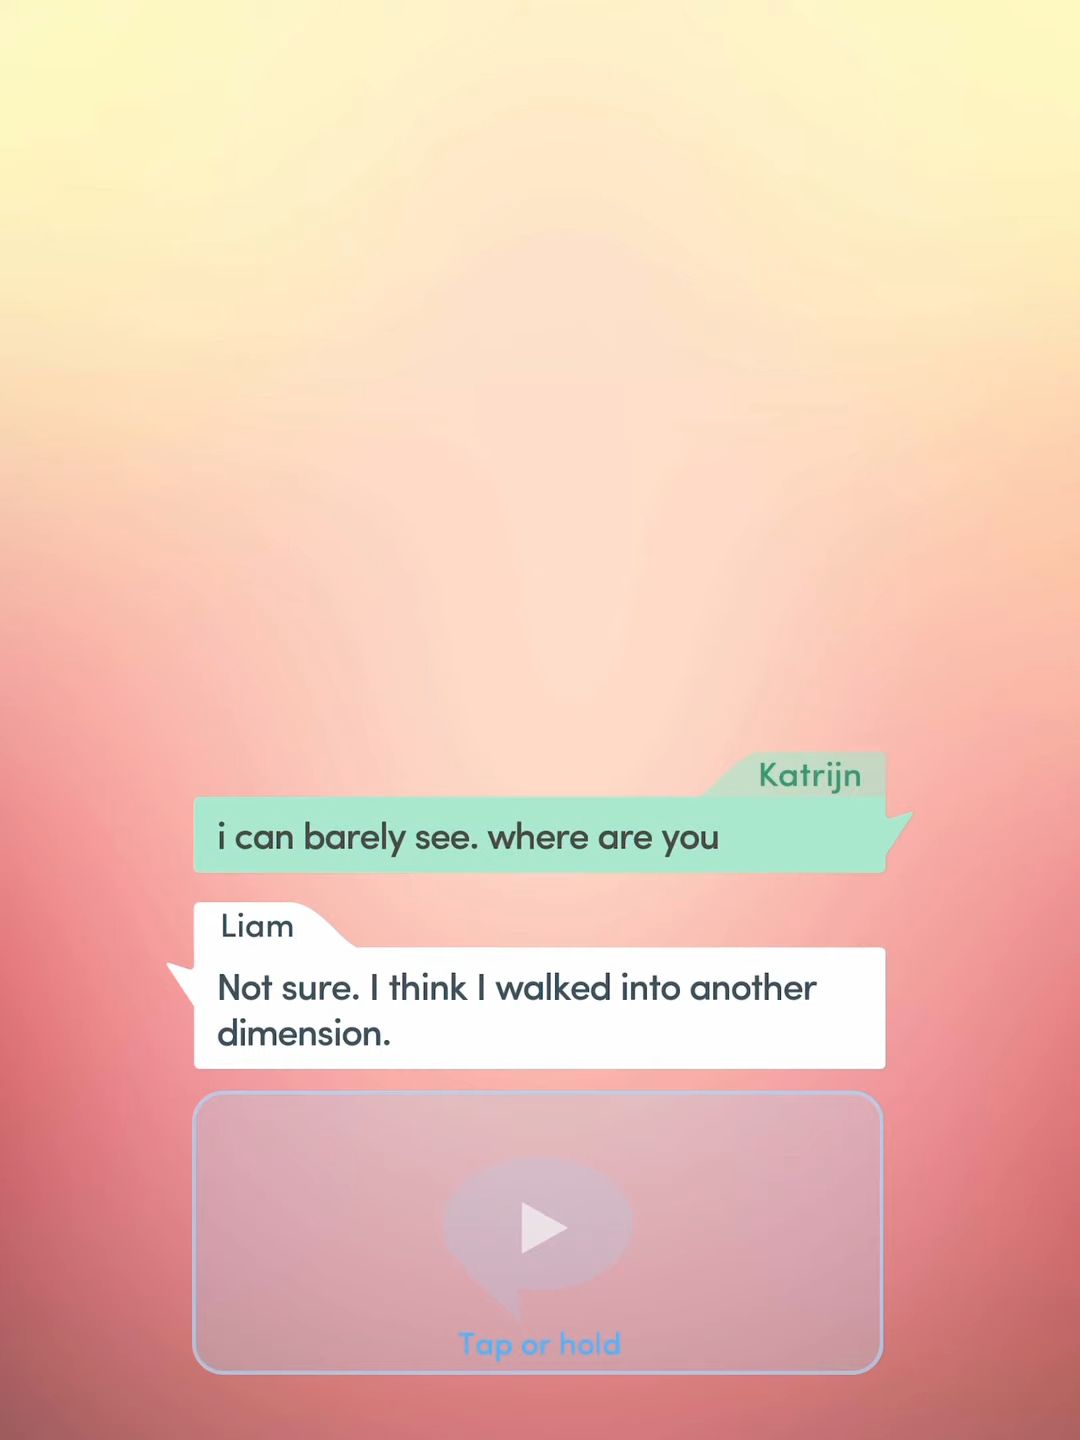 Katrijn
i can barely see. where are you
Liam
Not sure. I think I walked into another
dimension.
Tap or hold